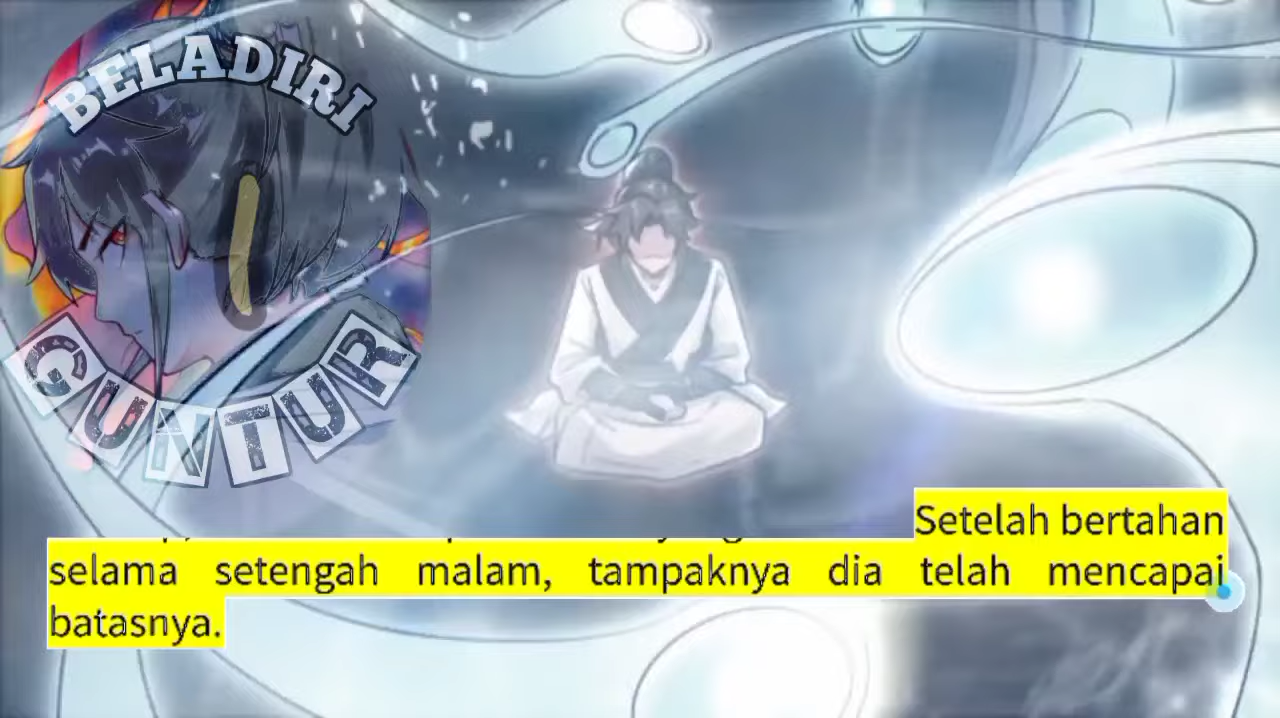 BELADIRI
GUNTUR
Setelah bertahan
selama setengah malam, tampaknya dia telah mencapai
batasnya.